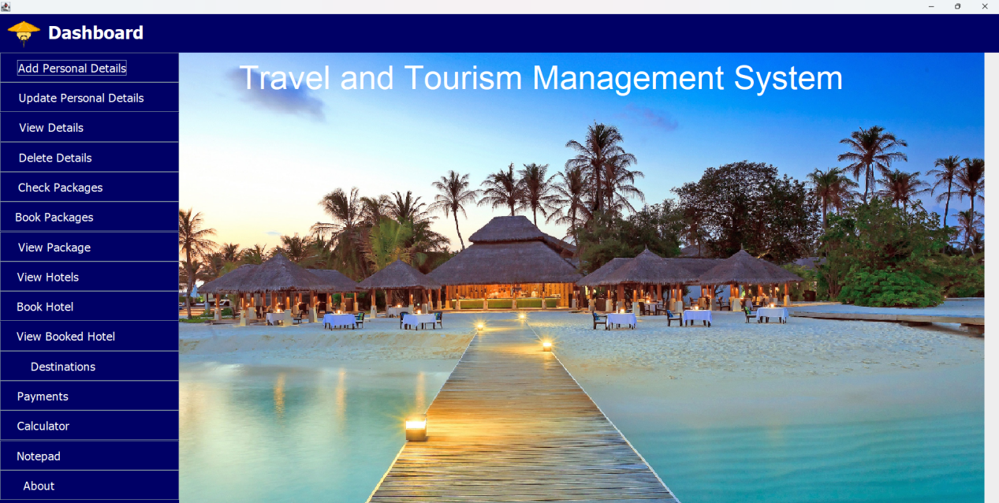 Dashboard
Travel and Tourism Management System
Add Personal Details
Update Personal Details
View Details
Delete Details
Check Packages
Book Packages
View Package
View Hotels
Book Hotel
View Booked Hotel
Destinations
Payments
Calculator
Notepad
About